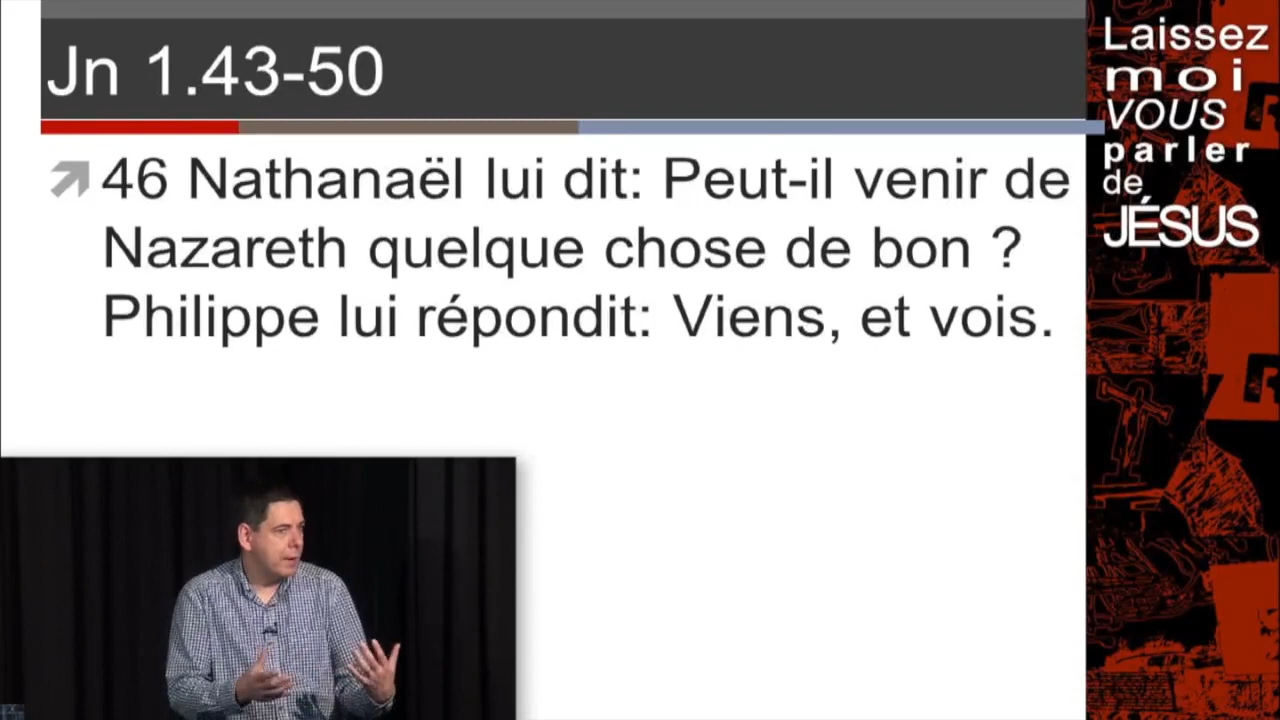 Jn 1.43-50
46 Nathanaël lui dit: Peut-il venir de
Nazareth quelque chose de bon ?
Philippe lui répondit: Viens, et vois.
Laissez
moi
VOUS
parler
de
JÉSUS